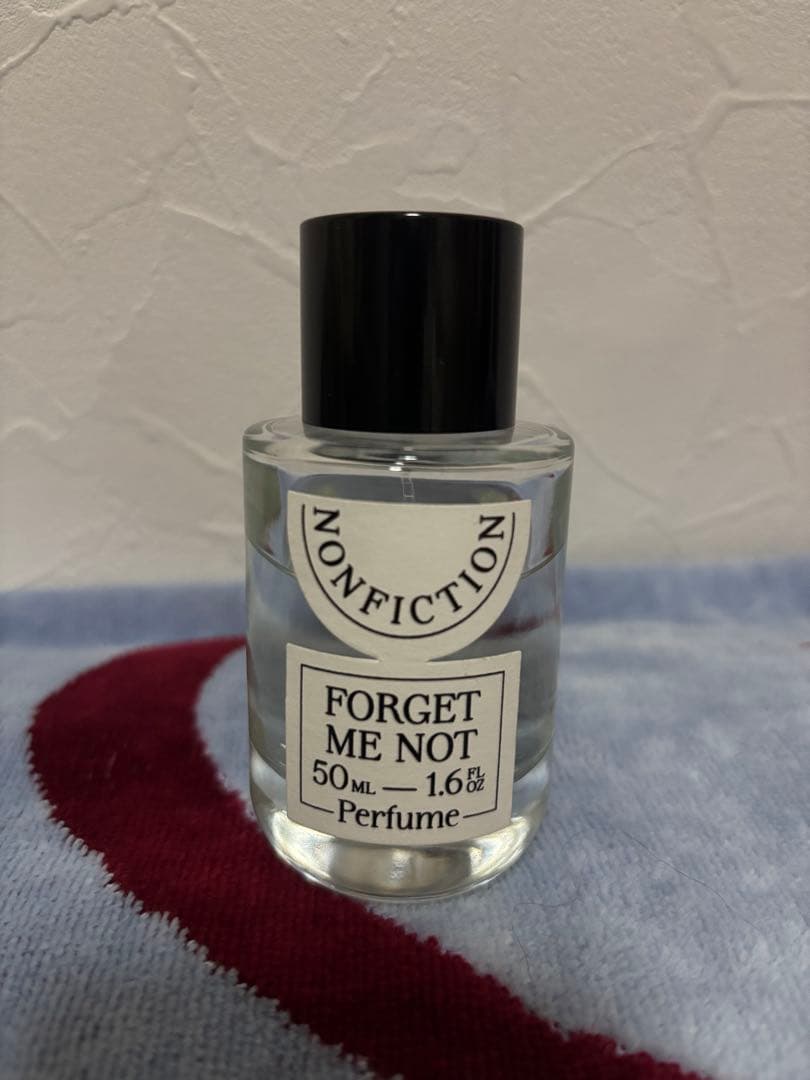 NONFICTION
FORGET
ME NOT
50ML — 1.6 FL OZ
Perfume